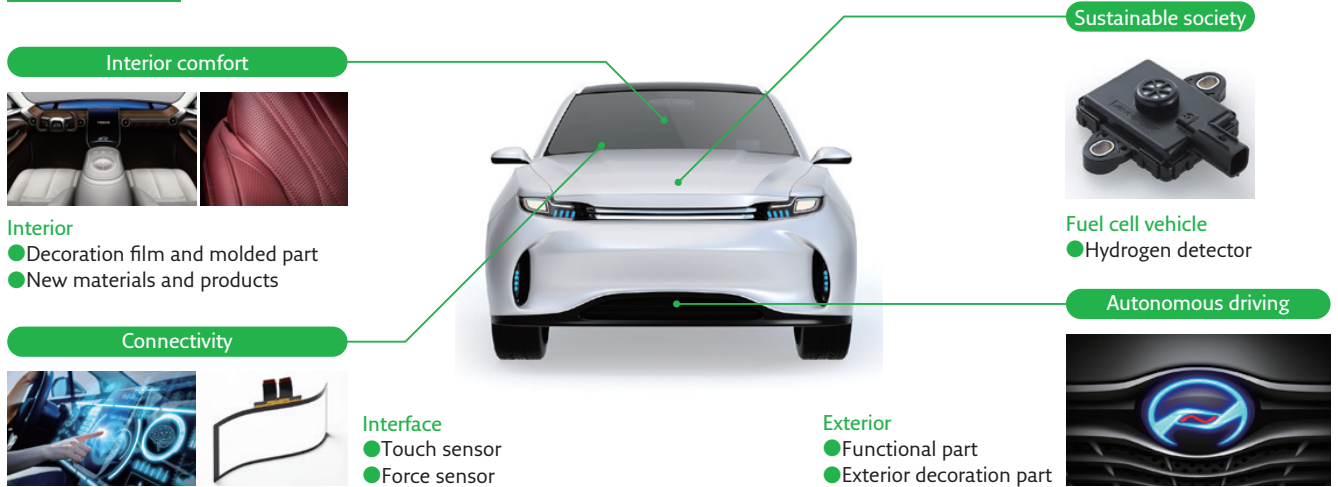 Interior comfort
Interior
●Decoration film and molded part
●New materials and products
Connectivity
Interface
●Touch sensor
●Force sensor
Sustainable society
Fuel cell vehicle
●Hydrogen detector
Autonomous driving
Exterior
●Functional part
●Exterior decoration part